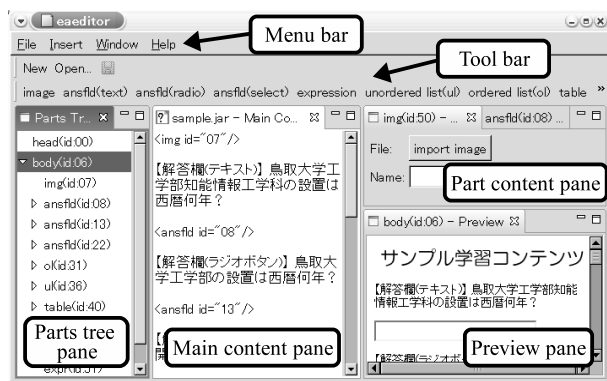 eaeditor
File Insert Window Help
Menu bar
New Open...
Tool bar
image ansfld(text) ansfld(radio) ansfld(select) expression unordered list(ul) ordered list(ol) table »
Parts Tr...
head(id:00)
body(id:06)
img(id:07)
ansfld(id:08)
ansfld(id:13)
ansfld(id:22)
ol(id:31)
ul(id:36)
table(id:40)
Parts tree
pane
sample.jar - Main Co...
<img id="07"/>
【解答欄(テキスト)】鳥取大学工
学部知能情報工学科の設置は
西暦何年?
<ansfld id="08"/>
【解答欄(ラジオボタン)】鳥取大
学工学部の設置は西暦何年?
<ansfld id="13"/>
Main content pane
img(id:50) - ...
ansfld(id:08) ...
File: import image
Name:
Part content pane
body(id:06) - Preview
サンプル学習コンテンツ
【解答欄(テキスト)】鳥取大学工学部知能
情報工学科の設置は西暦何年?
Preview pane